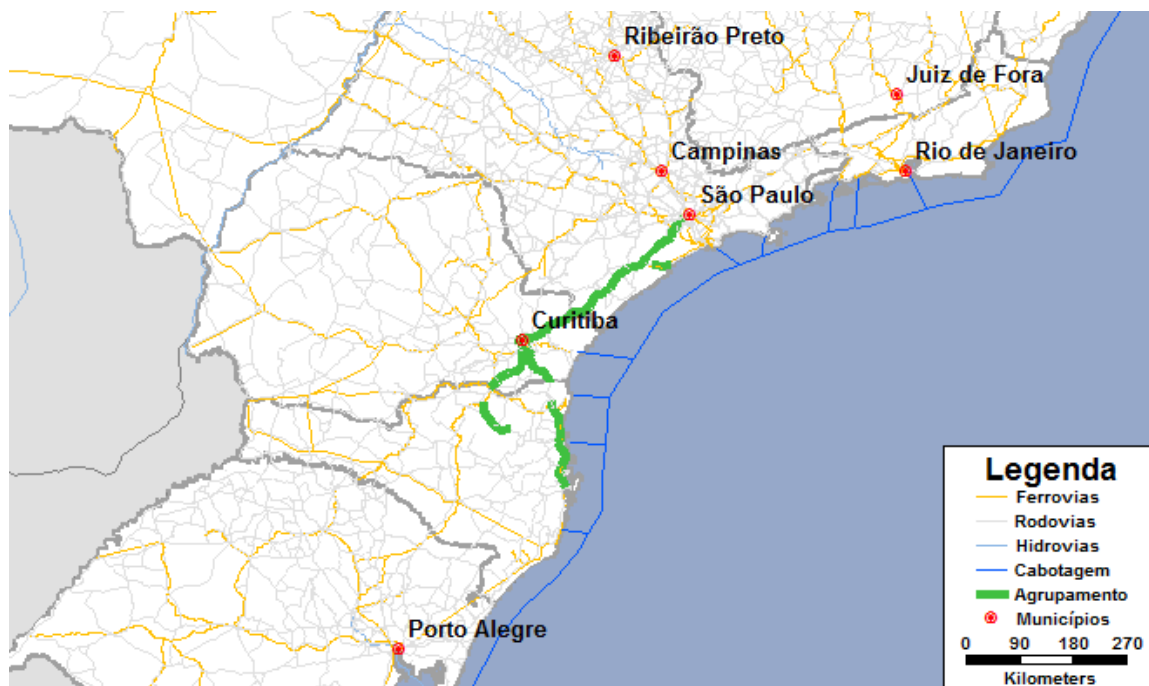 Ribeirão Preto
Juiz de Fora
Campinas
Rio de Janeiro
São Paulo
Curitiba
Porto Alegre
Legenda
Ferrovias
Rodovias
Hidrovias
Cabotagem
Agrupamento
Municípios
0 90 180 270
Kilometers